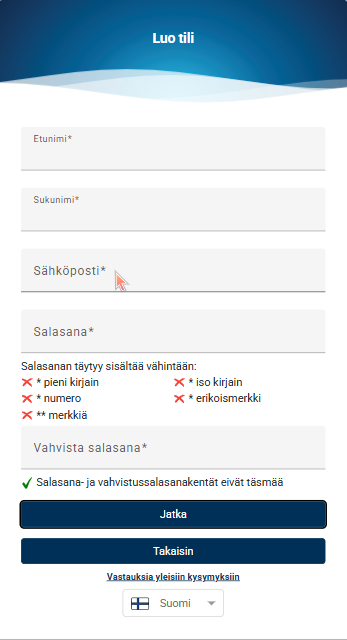 Luo tili
Etunimi*
Sukunimi*
Sähköposti*
Salasana*
Salasanan täytyy sisältää vähintään:
* pieni kirjain
* iso kirjain
* numero
* erikoismerkki
** merkkiä
Vahvista salasana*
Salasana- ja vahvistussalasanakentät eivät täsmää
Jatka
Takaisin
Vastauksia yleisiin kysymyksiin
Suomi